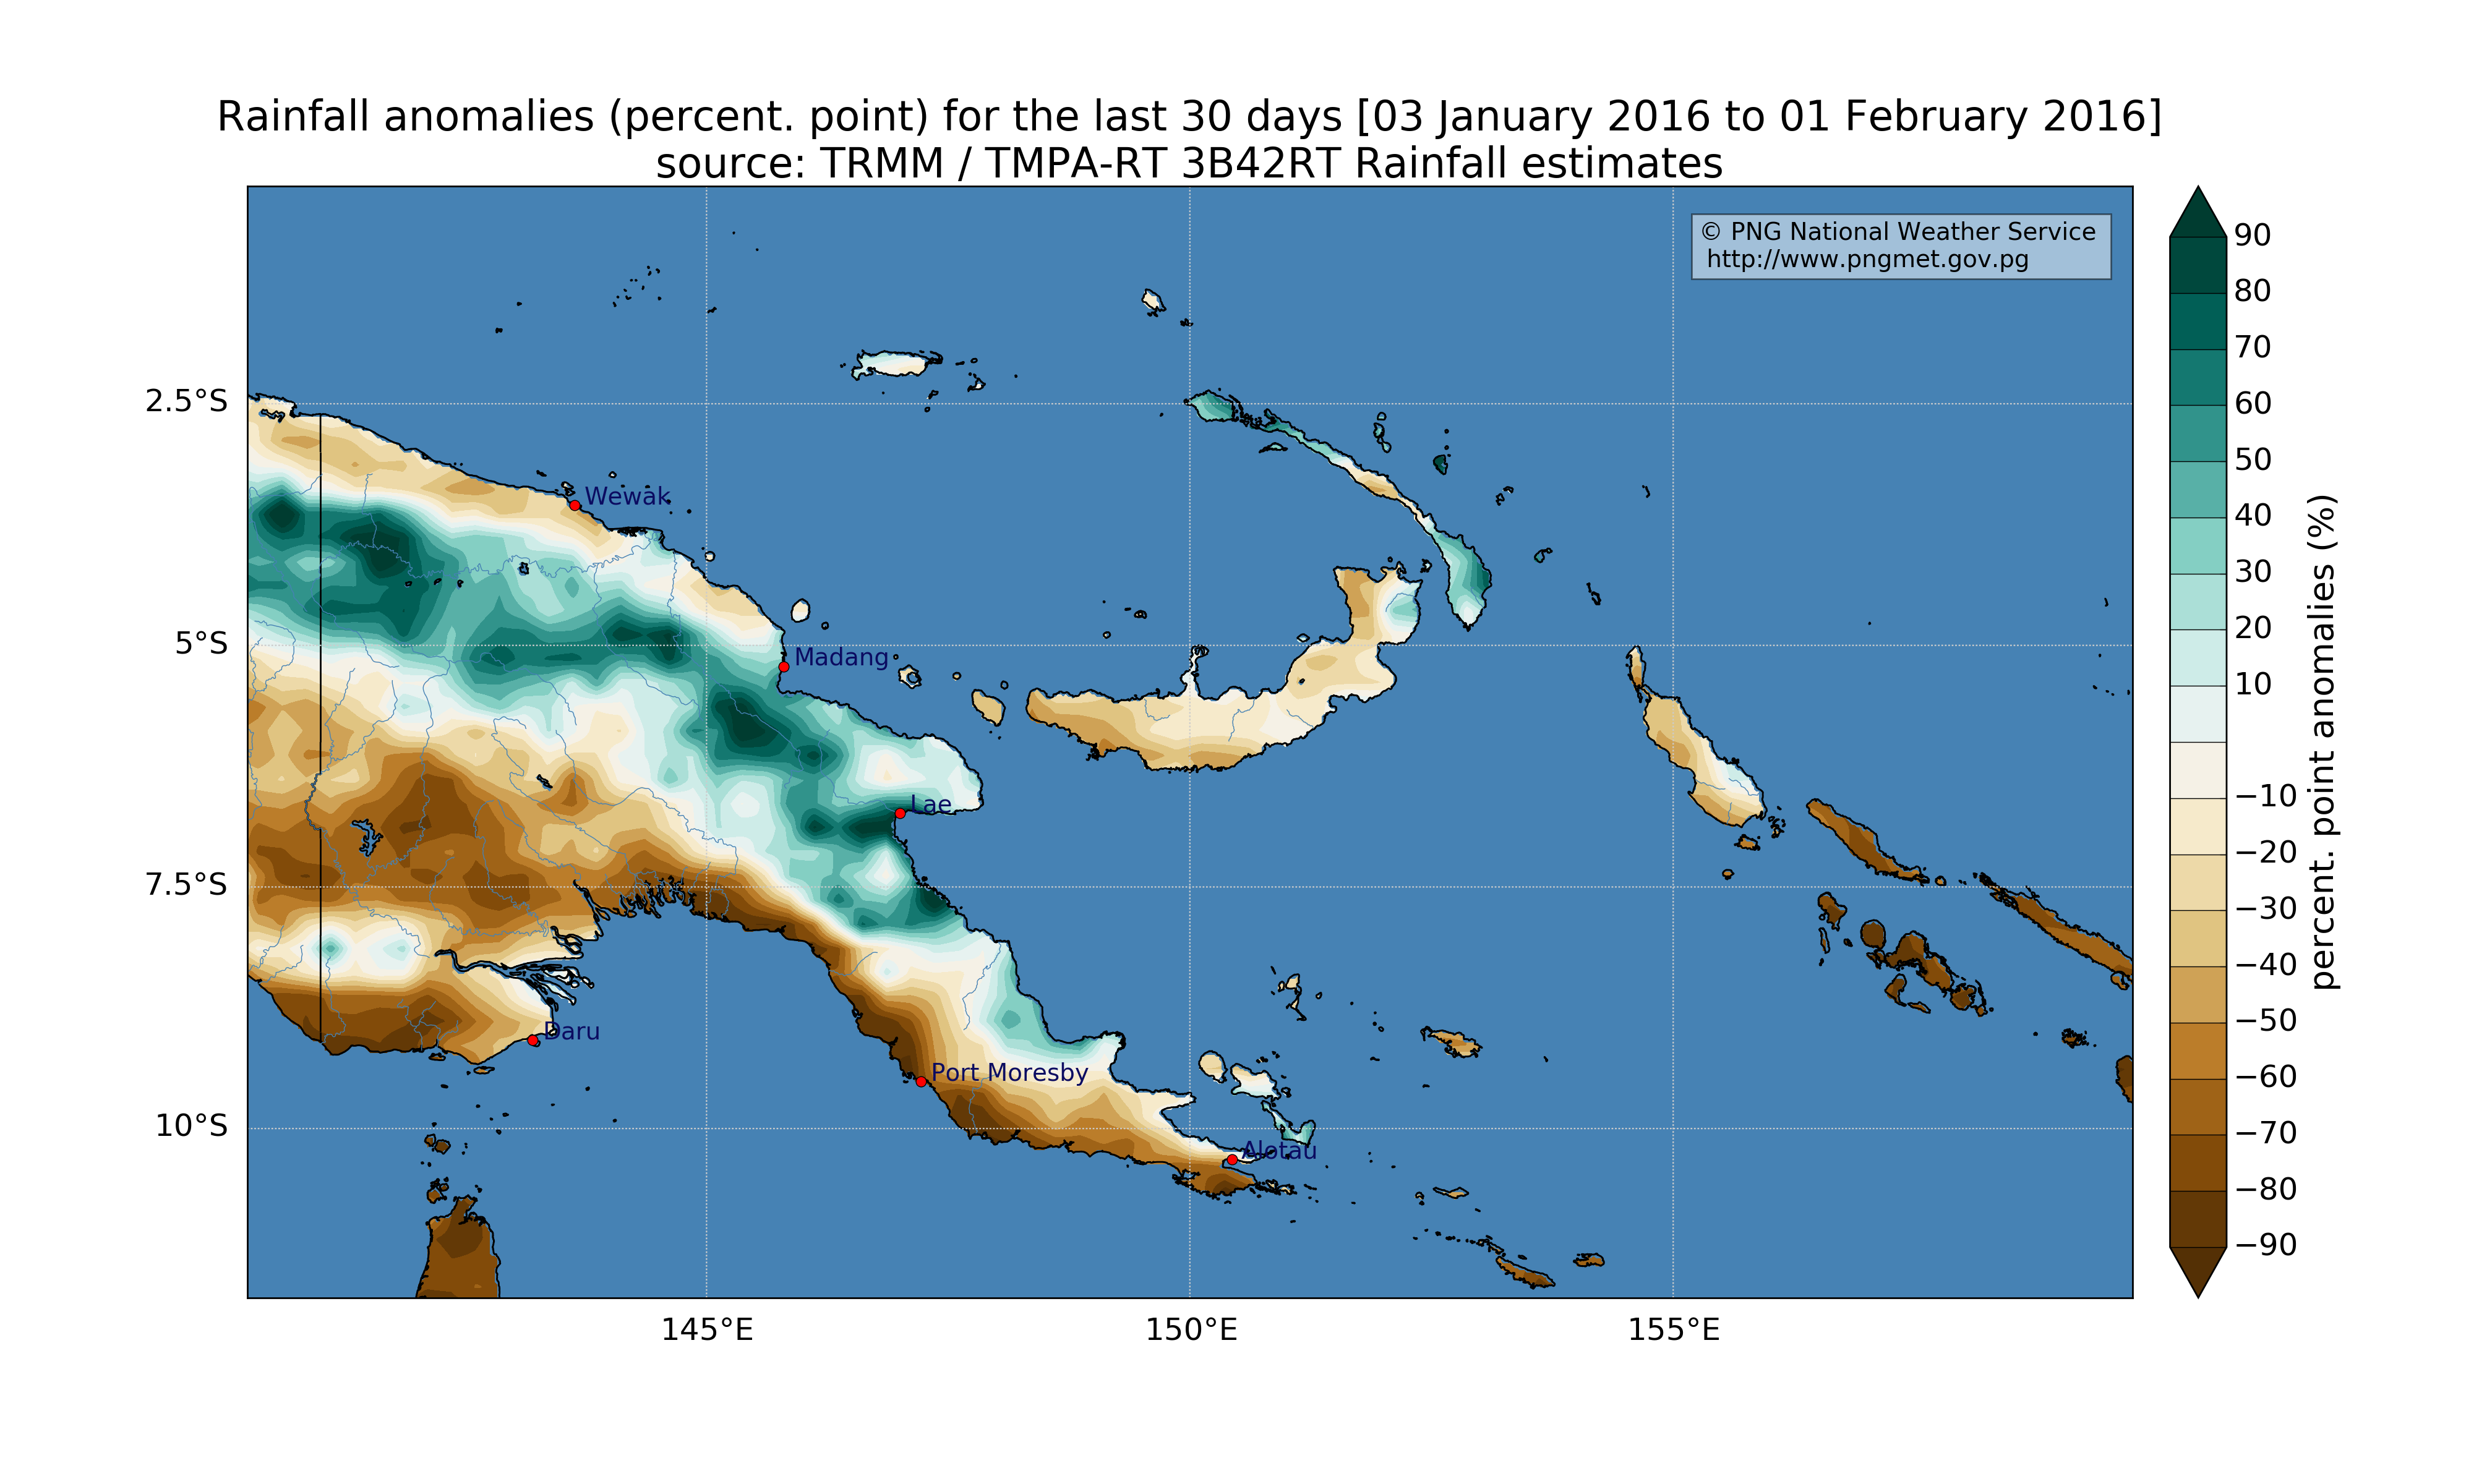 Rainfall anomalies (percent. point) for the last 30 days [03 January 2016 to 01 February 2016]
source: TRMM / TMPA-RT 3B42RT Rainfall estimates
© PNG National Weather Service
http://www.pngmet.gov.pg
2.5°S
5°S
7.5°S
10°S
Wewak
Madang
Lae
Daru
Port Moresby
Alotau
145°E
150°E
155°E
90
80
70
60
50
40
30
20
10
−10
−20
−30
−40
−50
−60
−70
−80
−90
percent. point anomalies (%)